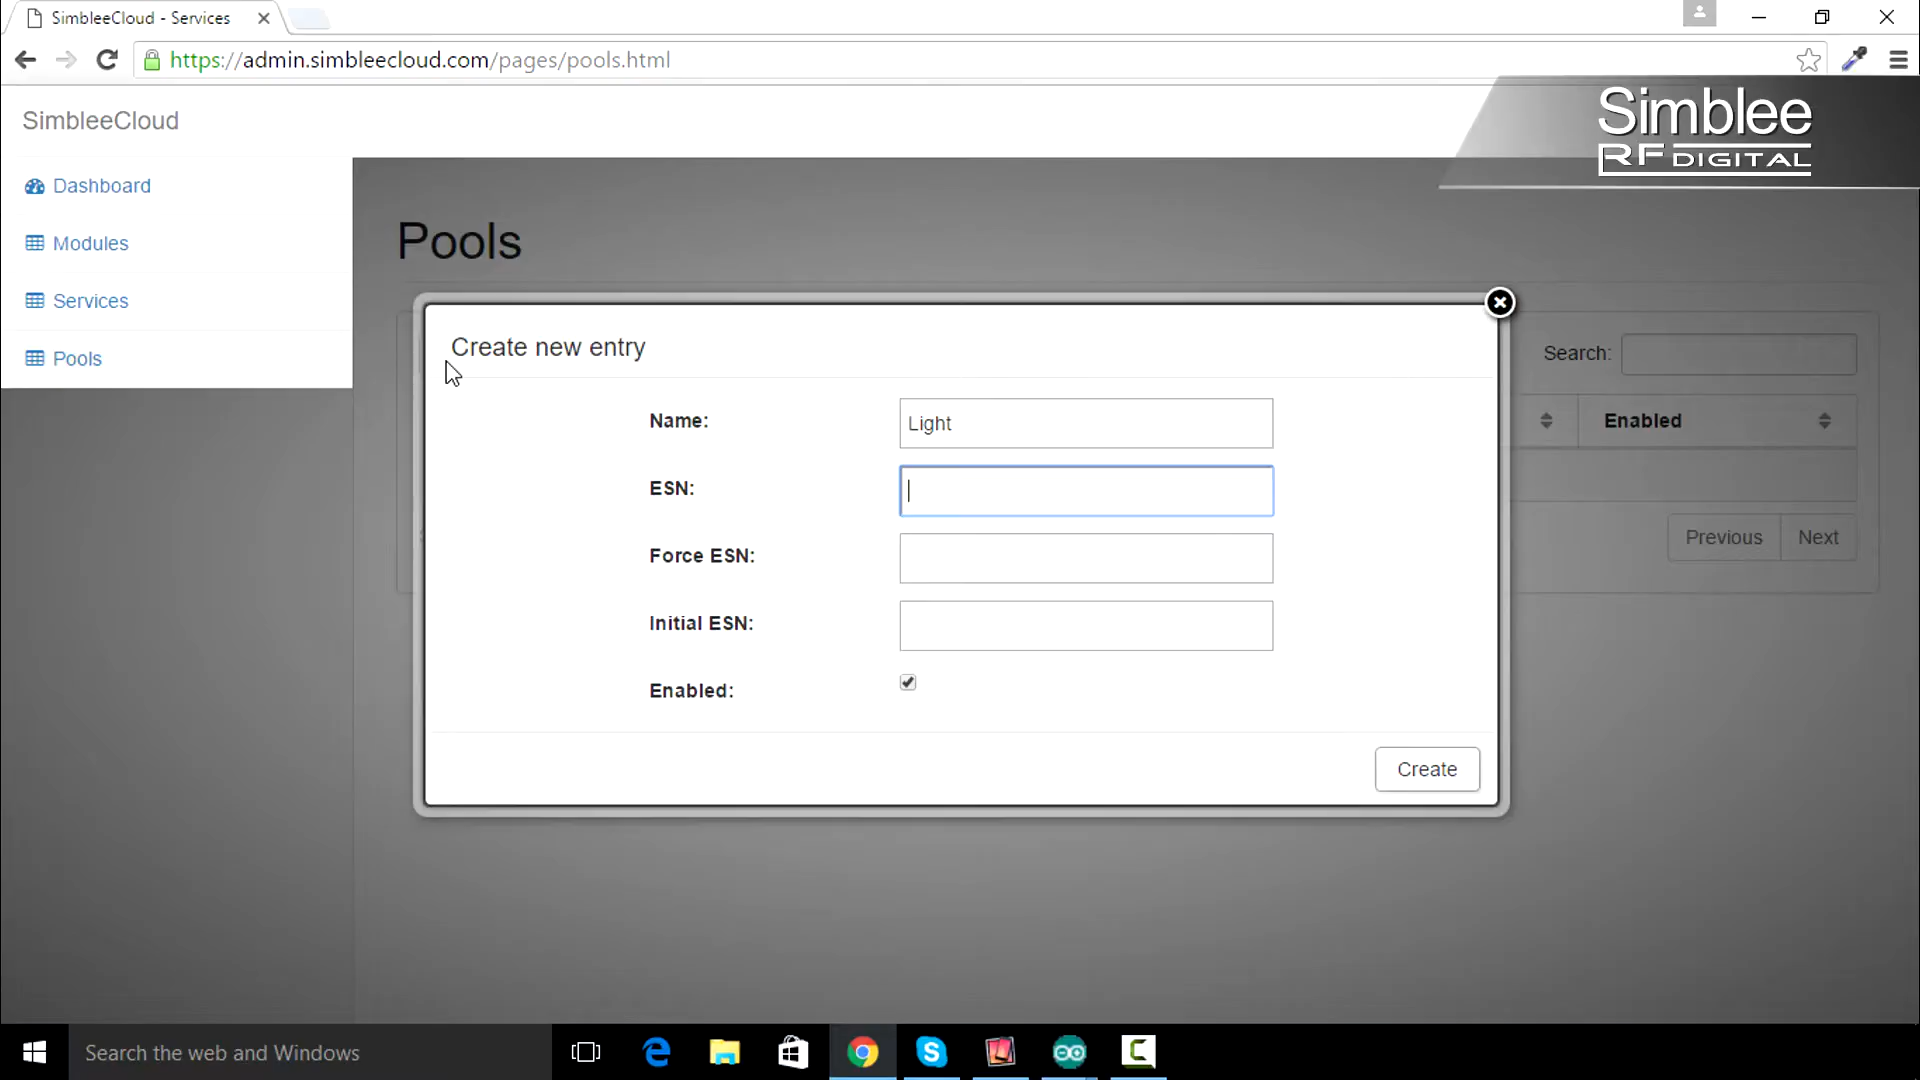 SimbleeCloud - Services
https://admin.simbleecloud.com/pages/pools.html
Simblee
RF DIGITAL
SimbleeCloud
Dashboard
Modules
Services
Pools
Pools
Search:
Enabled
Previous Next
Create new entry
Name: Light
ESN:
Force ESN:
Initial ESN:
Enabled:
Create
Search the web and Windows